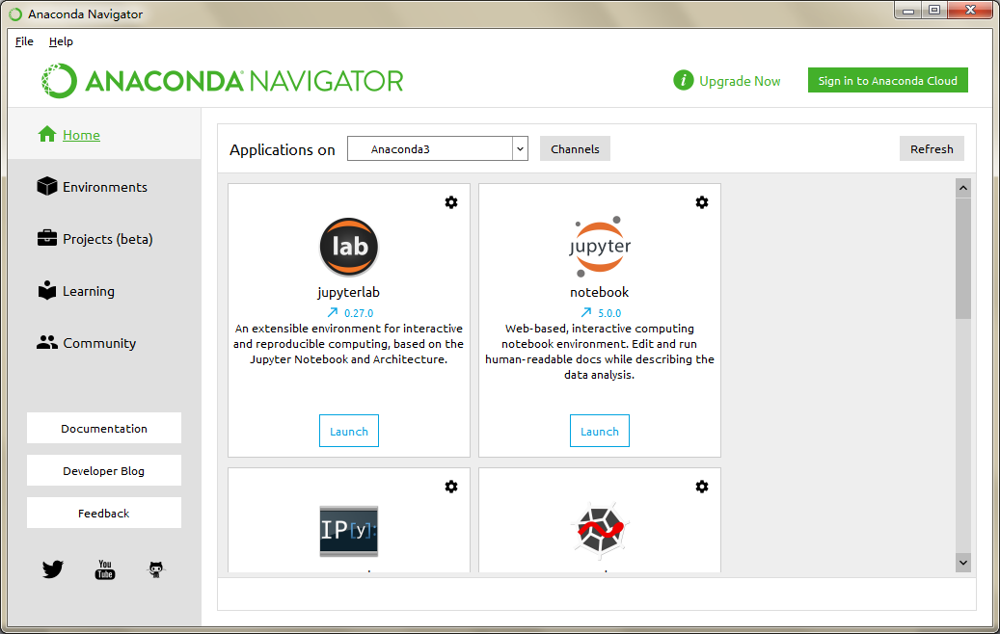 Anaconda Navigator
File Help
ANACONDA NAVIGATOR
i Upgrade Now
Sign in to Anaconda Cloud
Home
Environments
Projects (beta)
Learning
Community
Documentation
Developer Blog
Feedback
You
Tube
Applications on Anaconda3 Channels Refresh
lab
jupyterlab
0.27.0
An extensible environment for interactive
and reproducible computing, based on the
Jupyter Notebook and Architecture.
Launch
jupyter
notebook
5.0.0
Web-based, interactive computing
notebook environment. Edit and run
human-readable docs while describing the
data analysis.
Launch
IP[y]: